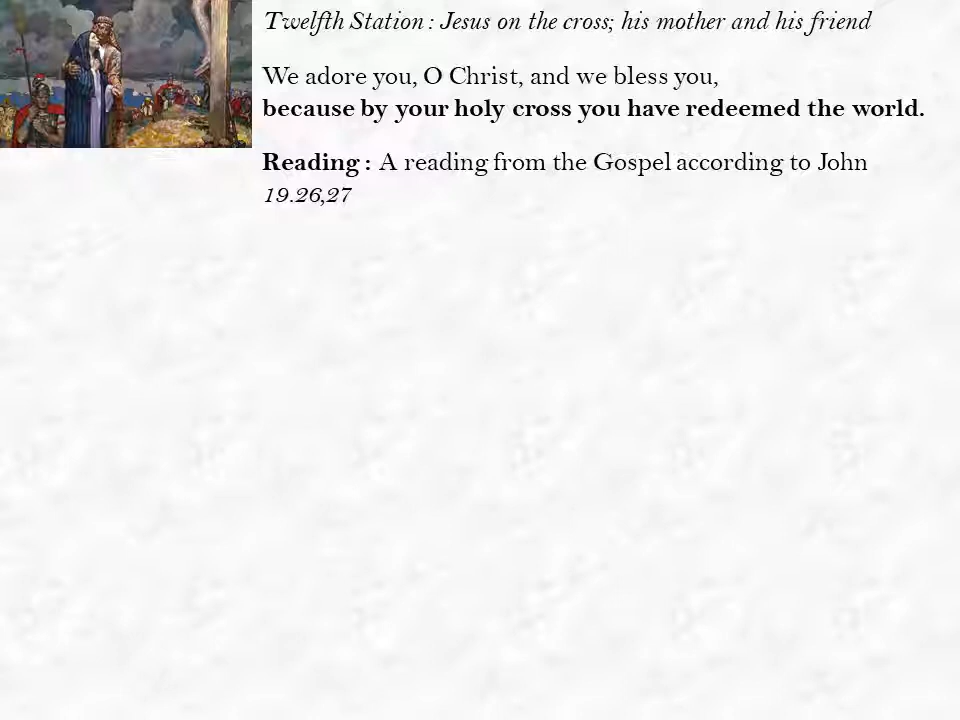 Twelfth Station : Jesus on the cross; his mother and his friend
We adore you, O Christ, and we bless you,
because by your holy cross you have redeemed the world.
Reading : A reading from the Gospel according to John
19.26,27